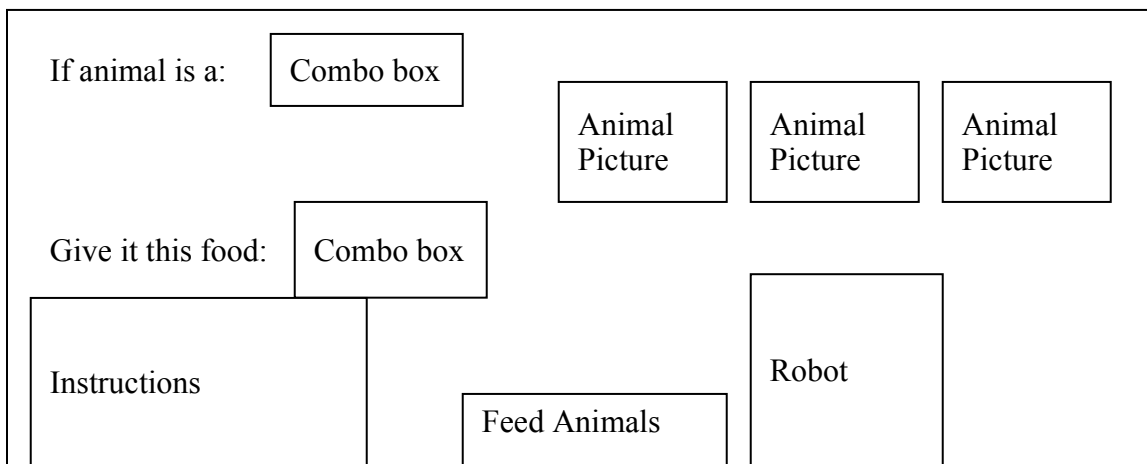 If animal is a:
Combo box
Animal
Picture
Animal
Picture
Animal
Picture
Give it this food:
Combo box
Instructions
Feed Animals
Robot